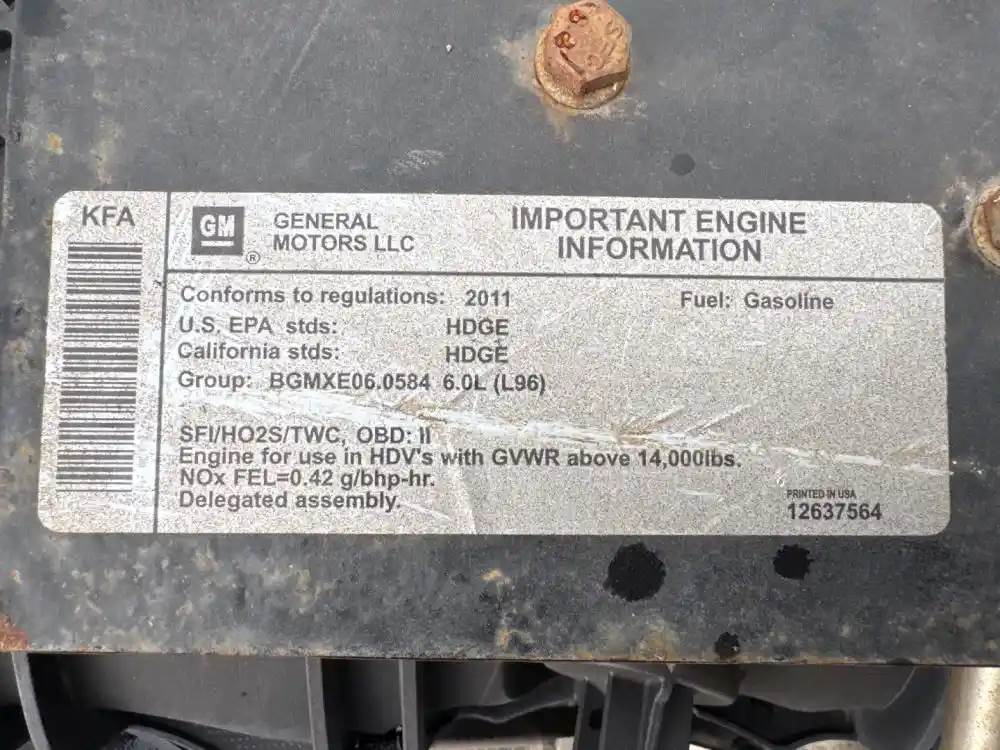 KFA
GM
®
GENERAL
MOTORS LLC
IMPORTANT ENGINE
INFORMATION
Conforms to regulations: 2011 Fuel: Gasoline
U.S. EPA stds: HDGE
California stds: HDGE
Group: BGMXE06.0584 6.0L (L96)
SFI/HO2S/TWC, OBD: II
Engine for use in HDV's with GVWR above 14,000lbs.
NOx FEL=0.42 g/bhp-hr.
Delegated assembly.
PRINTED IN USA
12637564